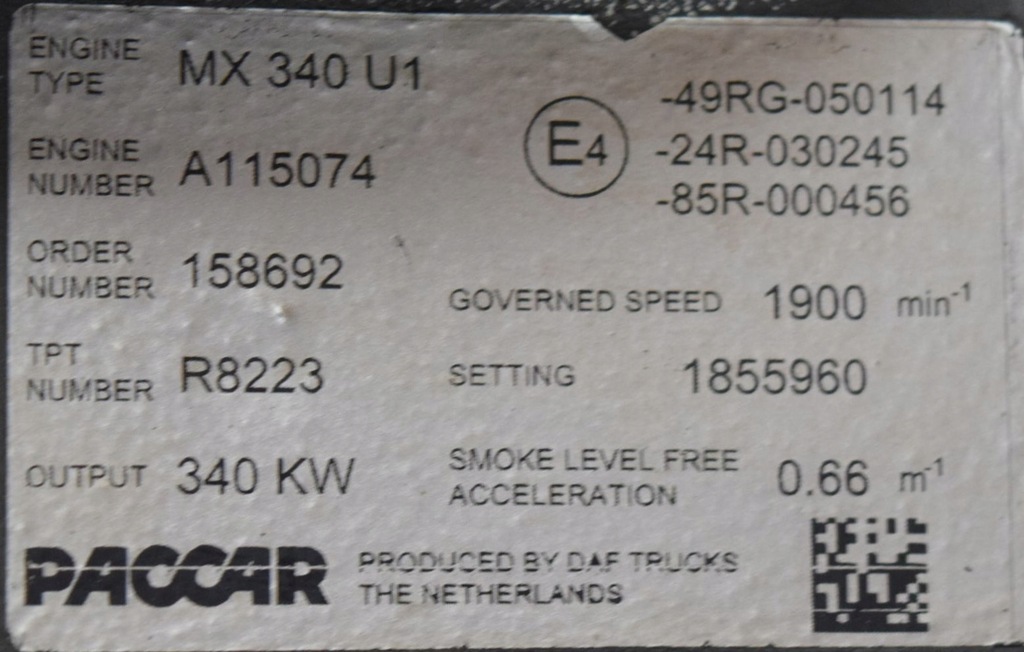 ENGINE TYPE MX 340 U1
ENGINE NUMBER A115074
ORDER NUMBER 158692
TPT NUMBER R8223
OUTPUT 340 KW
E4
-49RG-050114
-24R-030245
-85R-000456
GOVERNED SPEED 1900 min⁻¹
SETTING 1855960
SMOKE LEVEL FREE ACCELERATION 0.66 m⁻¹
PACCAR
PRODUCED BY DAF TRUCKS
THE NETHERLANDS